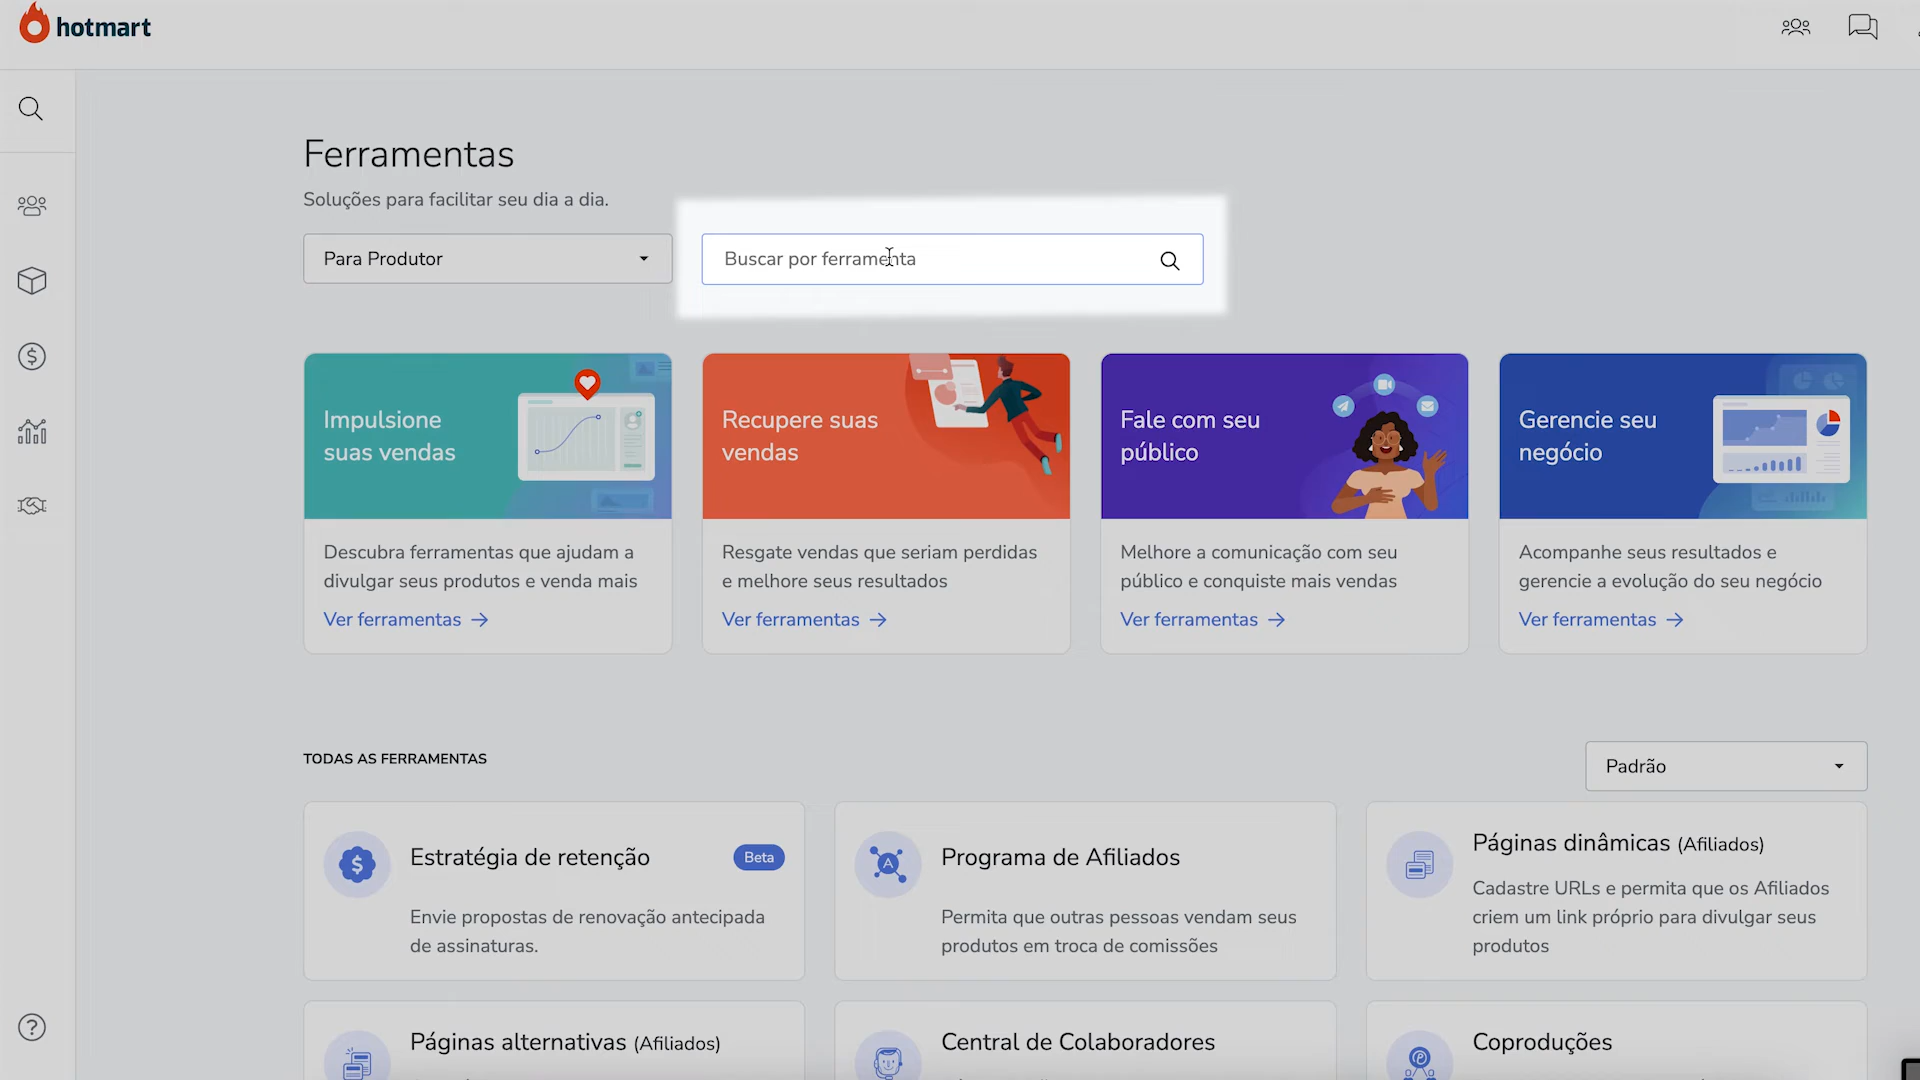 hotmart
Ferramentas
Soluções para facilitar seu dia a dia.
Para Produtor
Buscar por ferramenta
Impulsione
suas vendas
Descubra ferramentas que ajudam a
divulgar seus produtos e venda mais
Ver ferramentas
Recupere suas
vendas
Resgate vendas que seriam perdidas
e melhore seus resultados
Ver ferramentas
Fale com seu
público
Melhore a comunicação com seu
público e conquiste mais vendas
Ver ferramentas
Gerencie seu
negócio
Acompanhe seus resultados e
gerencie a evolução do seu negócio
Ver ferramentas
TODAS AS FERRAMENTAS
Padrão
Estratégia de retenção
Beta
Envie propostas de renovação antecipada
de assinaturas.
Programa de Afiliados
Permita que outras pessoas vendam seus
produtos em troca de comissões
Páginas dinâmicas (Afiliados)
Cadastre URLs e permita que os Afiliados
criem um link próprio para divulgar seus
produtos
Páginas alternativas (Afiliados)
Central de Colaboradores
Coproduções